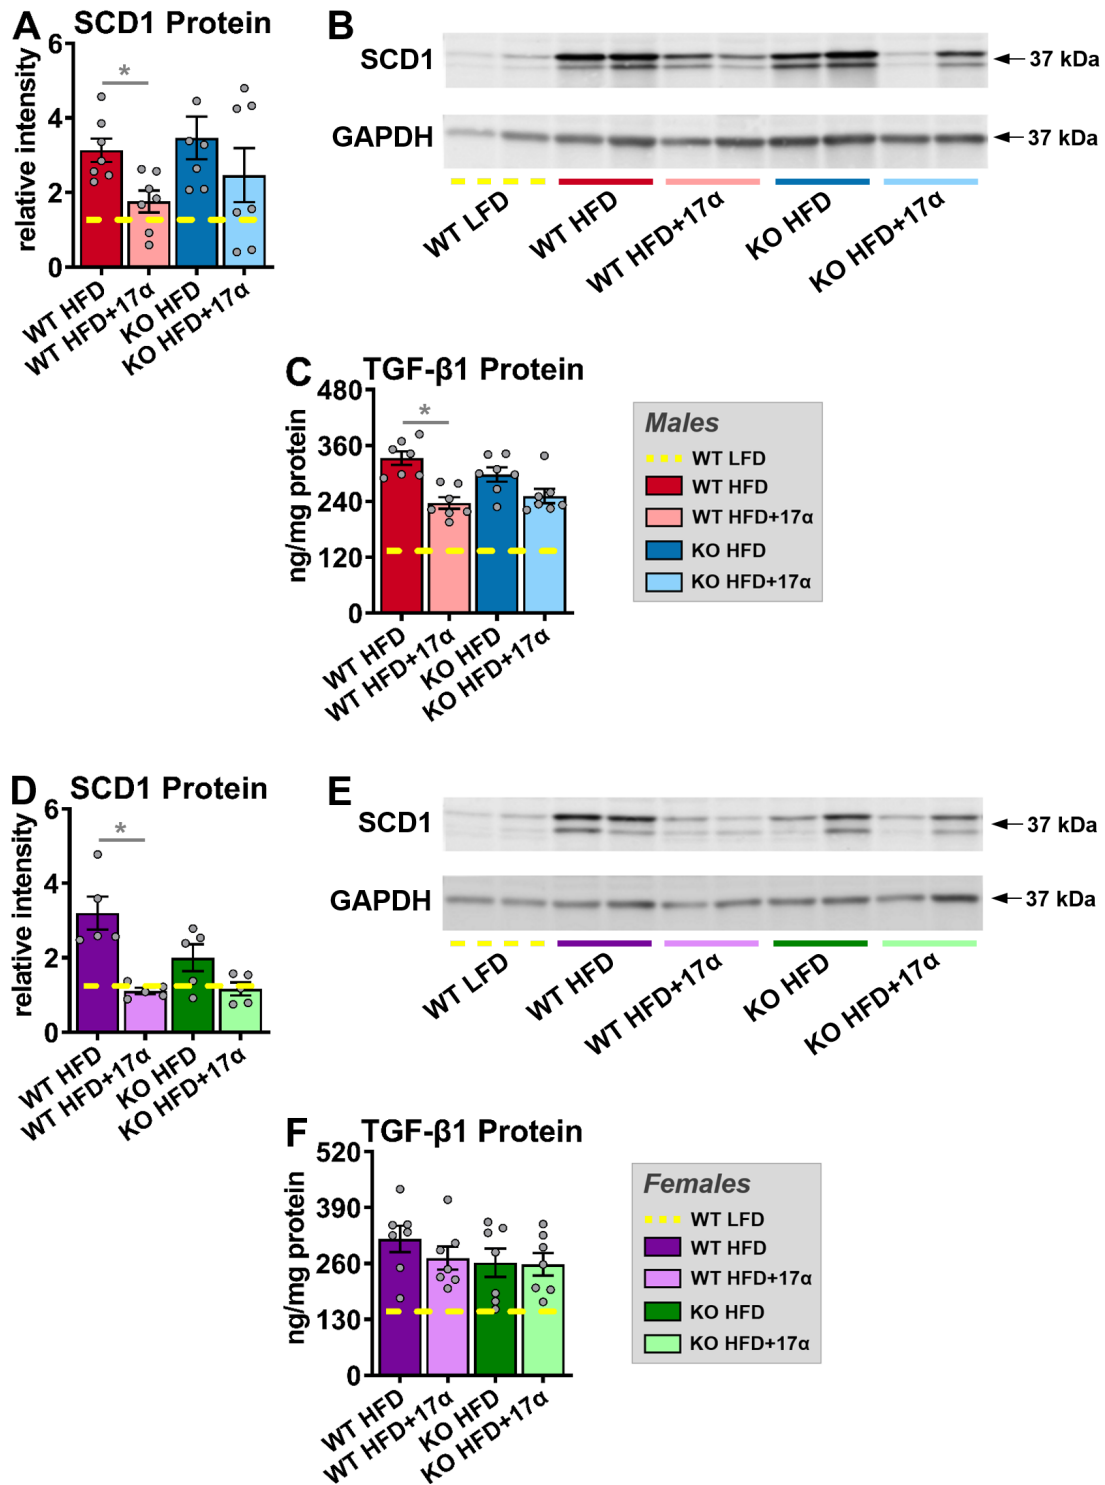 A
SCD1 Protein
relative intensity
6
4
2
0
*
WT HFD
WT HFD+17α
KO HFD
KO HFD+17α
B
SCD1
37 kDa
GAPDH
37 kDa
WT LFD
WT HFD
WT HFD+17α
KO HFD
KO HFD+17α
C
TGF-β1 Protein
ng/mg protein
480
360
240
120
0
*
WT HFD
WT HFD+17α
KO HFD
KO HFD+17α
Males
WT LFD
WT HFD
WT HFD+17α
KO HFD
KO HFD+17α
D
SCD1 Protein
relative intensity
6
4
2
0
*
WT HFD
WT HFD+17α
KO HFD
KO HFD+17α
E
SCD1
37 kDa
GAPDH
37 kDa
WT LFD
WT HFD
WT HFD+17α
KO HFD
KO HFD+17α
F
TGF-β1 Protein
ng/mg protein
520
390
260
130
0
WT HFD
WT HFD+17α
KO HFD
KO HFD+17α
Females
WT LFD
WT HFD
WT HFD+17α
KO HFD
KO HFD+17α